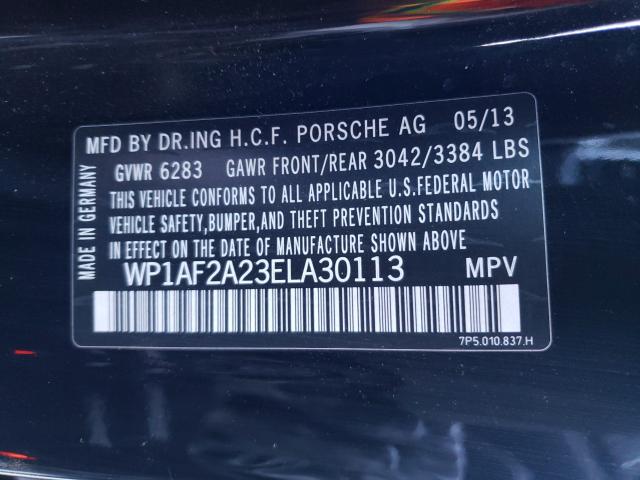 MFD BY DR.ING H.C.F. PORSCHE AG 05/13
GVWR 6283 GAWR FRONT/REAR 3042/3384 LBS
THIS VEHICLE CONFORMS TO ALL APPLICABLE U.S.FEDERAL MOTOR
VEHICLE SAFETY,BUMPER,AND THEFT PREVENTION STANDARDS
IN EFFECT ON THE DATE OF MANUFACTURE SHOWN ABOVE
MADE IN GERMANY
WP1AF2A23ELA30113 MPV
7P5.010.837.H